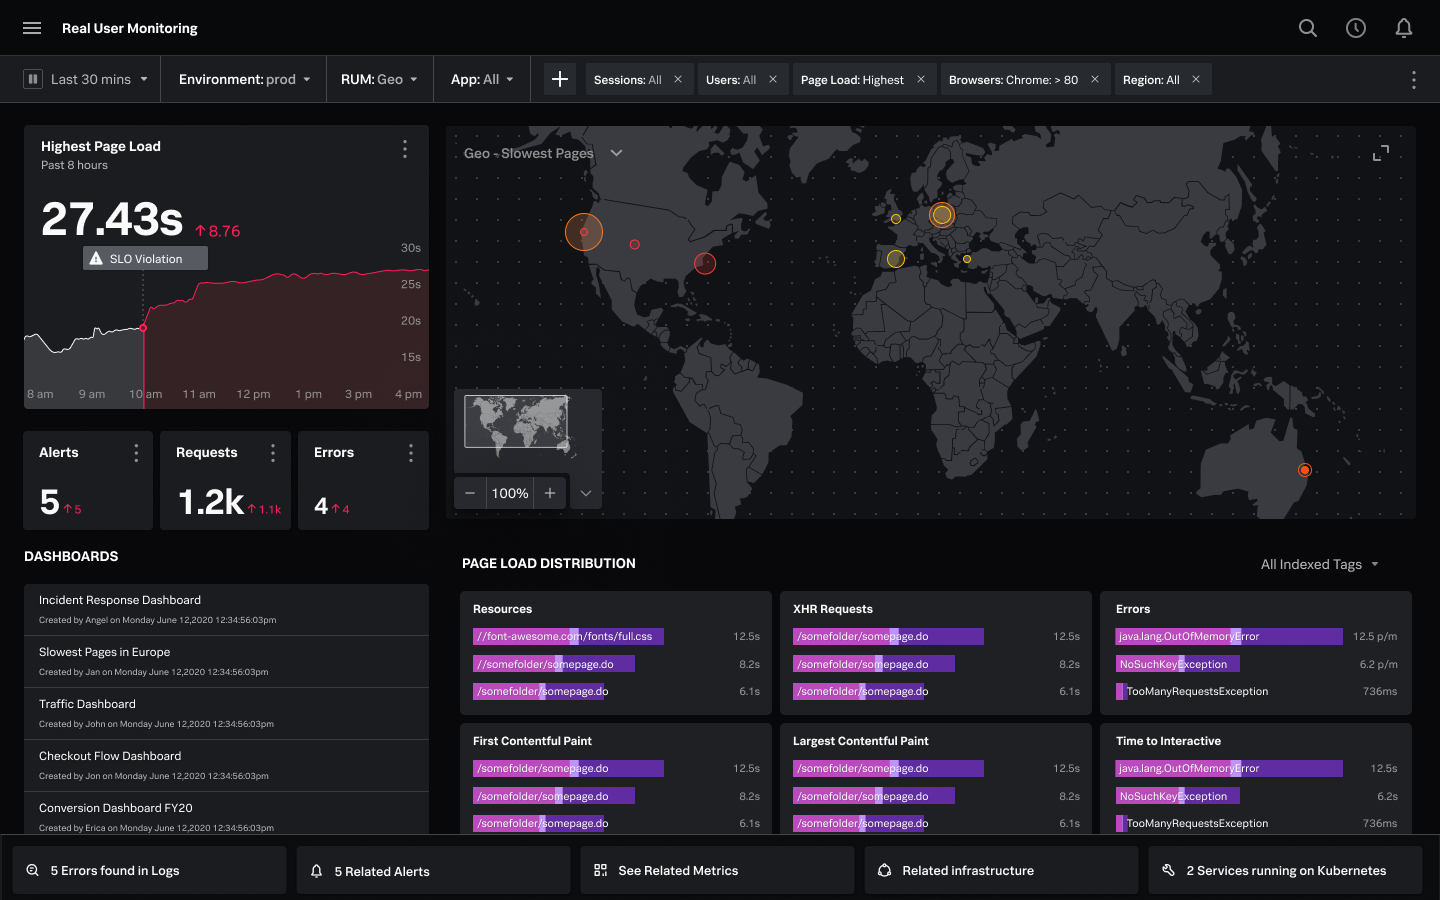 Real User Monitoring
Last 30 mins
Environment: prod
RUM: Geo
App: All
Sessions: All
Users: All
Page Load: Highest
Browsers: Chrome: > 80
Region: All
Highest Page Load
Past 8 hours
27.43s ↑ 8.76
SLO Violation
30s
25s
20s
15s
8 am 9 am 10 am 11 am 12 pm 1 pm 3 pm 4 pm
Geo - Slowest Pages
100%
Alerts
5 ↑ 5
Requests
1.2k ↑ 1.1k
Errors
4 ↑ 4
DASHBOARDS
Incident Response Dashboard
Created by Angel on Monday June 12,2020 12:34:56:03pm
Slowest Pages in Europe
Created by Jan on Monday June 12,2020 12:34:56:03pm
Traffic Dashboard
Created by John on Monday June 12,2020 12:34:56:03pm
Checkout Flow Dashboard
Created by Jon on Monday June 12,2020 12:34:56:03pm
Conversion Dashboard FY20
Created by Erica on Monday June 12,2020 12:34:56:03pm
PAGE LOAD DISTRIBUTION
All Indexed Tags
Resources
//font-awesome.com/fonts/full.css 12.5s
//somefolder/somepage.do 8.2s
/somefolder/somepage.do 6.1s
XHR Requests
/somefolder/somepage.do 12.5s
/somefolder/somepage.do 8.2s
/somefolder/somepage.do 6.1s
Errors
java.lang.OutOfMemoryError 12.5 p/m
NoSuchKeyException 6.2 p/m
TooManyRequestsException 736ms
First Contentful Paint
/somefolder/somepage.do 12.5s
/somefolder/somepage.do 8.2s
/somefolder/somepage.do 6.1s
Largest Contentful Paint
/somefolder/somepage.do 12.5s
/somefolder/somepage.do 8.2s
/somefolder/somepage.do 6.1s
Time to Interactive
java.lang.OutOfMemoryError 12.5s
NoSuchKeyException 6.2s
TooManyRequestsException 736ms
5 Errors found in Logs
5 Related Alerts
See Related Metrics
Related infrastructure
2 Services running on Kubernetes